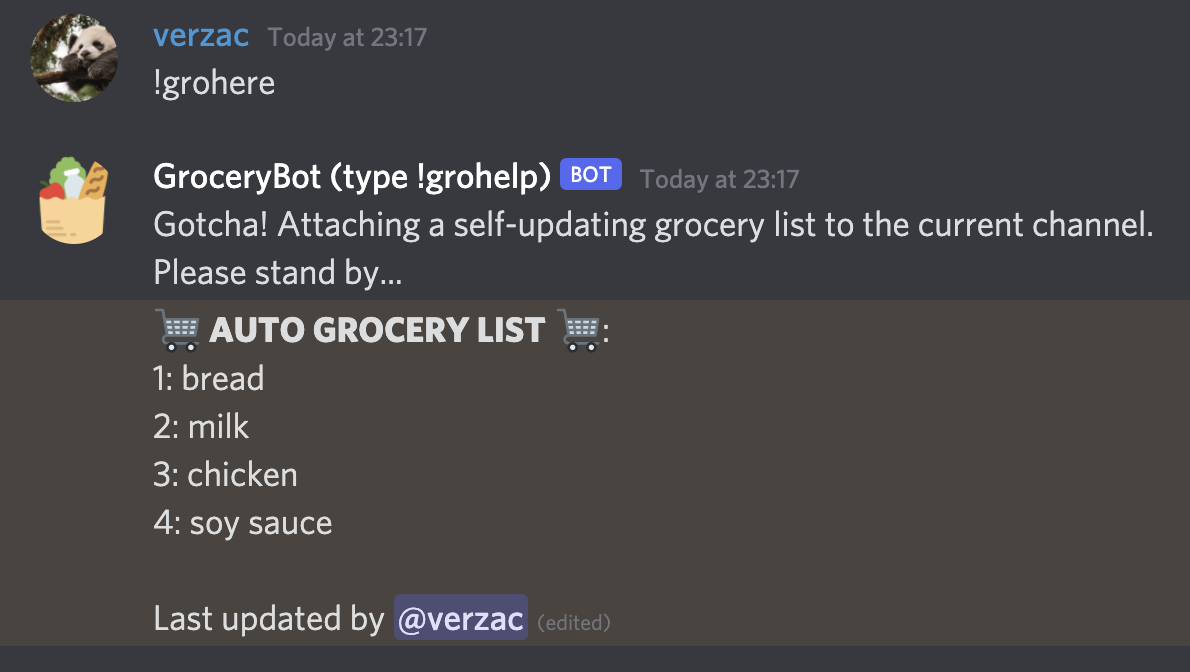 verzac Today at 23:17
!grohere
GroceryBot (type !grohelp) BOT Today at 23:17
Gotcha! Attaching a self-updating grocery list to the current channel.
Please stand by...
🛒 AUTO GROCERY LIST 🛒:
1: bread
2: milk
3: chicken
4: soy sauce
Last updated by @verzac (edited)